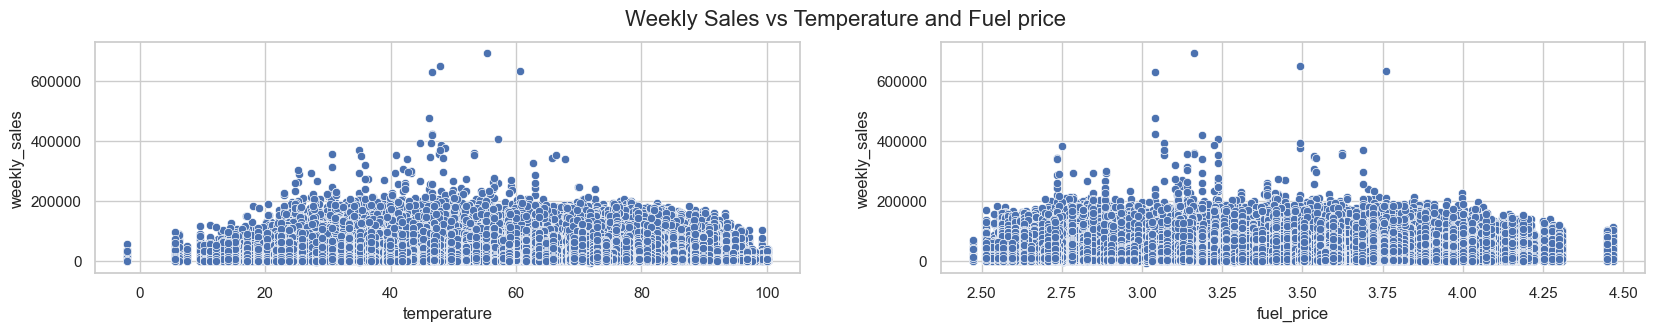 Weekly Sales vs Temperature and Fuel price
weekly_sales
600000
400000
200000
0
0 20 40 60 80 100
temperature
weekly_sales
600000
400000
200000
0
2.50 2.75 3.00 3.25 3.50 3.75 4.00 4.25 4.50
fuel_price